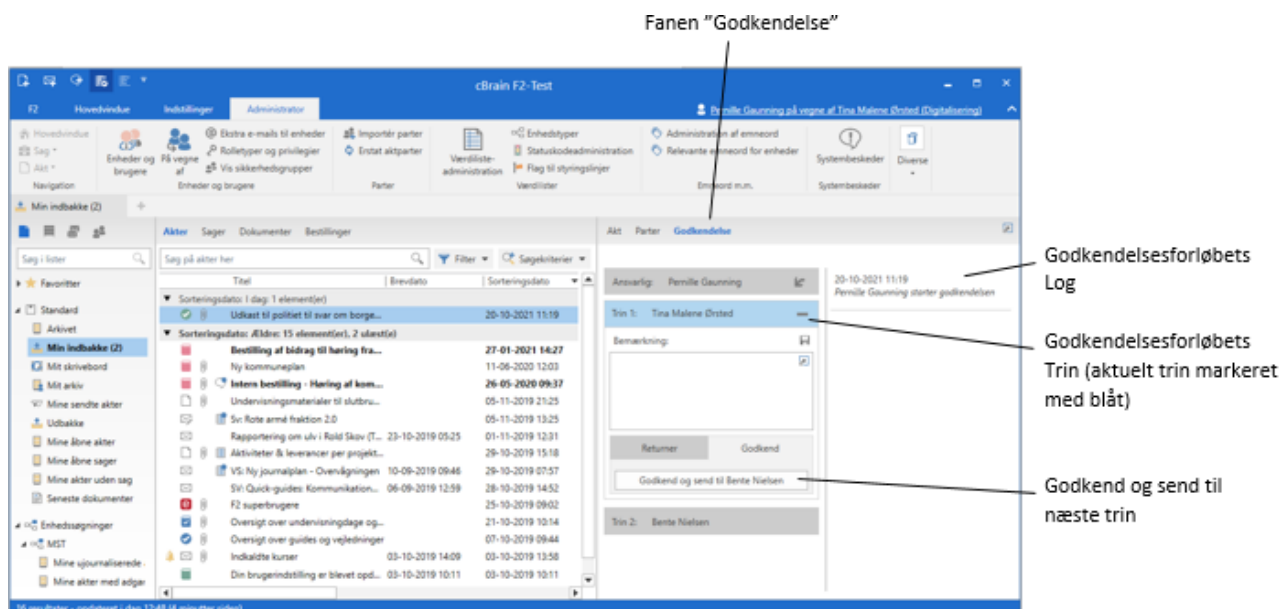 Fanen ”Godkendelse”
cBrain F2-Test
F2 Hovedvindue Indstillinger Administrator
Pernille Gaunning på vegne af Tina Malene Ørsted (Digitalisering)
Hovedvindue
Sag
Akt
Navigation
Enheder og brugere
På vegne af
Ekstra e-mails til enheder
Rolletyper og privilegier
Vis sikkerhedsgrupper
Enheder og brugere
Importér parter
Erstat aktparter
Parter
Værdiliste-administration
Enhedstyper
Statuskodeadministration
Flag til styringslinjer
Værdilister
Administration af emneord
Relevante emneord for enheder
Emneord m.m.
Systembeskeder
Systembeskeder
Diverse
Min indbakke (2)
Søg i lister
Favoritter
Standard
Arkivet
Min indbakke (2)
Mit skrivebord
Mit arkiv
Mine sendte akter
Udbakke
Mine åbne akter
Mine åbne sager
Mine akter uden sag
Seneste dokumenter
Enhedssøgninger
MST
Mine ujournaliserede
Mine akter med adgar
Akter Sager Dokumenter Bestillinger
Søg på akter her Filter Søgekriterier
Titel Brevdato Sorteringsdato
Sorteringsdato: I dag: 1 element(er)
Udkast til politiet til svar om borge... 20-10-2021 11:19
Sorteringsdato: Ældre: 15 element(er), 2 ulæst(e)
Bestilling af bidrag til høring fra... 27-01-2021 14:27
Ny kommuneplan 11-06-2020 12:03
Intern bestilling - Høring af kom... 26-05-2020 09:37
Undervisningsmaterialer til slutbru... 05-11-2019 21:25
Sv: Rote armé fraktion 2.0 05-11-2019 13:25
Rapportering om ulv i Rold Skov (T... 23-10-2019 05:25 01-11-2019 12:31
Aktiviteter & leverancer per projekt... 29-10-2019 15:18
VS: Ny journalplan - Overvågningen 10-09-2019 09:46 29-10-2019 07:57
SV: Quick-guides: Kommunikation... 06-09-2019 12:59 28-10-2019 14:52
F2 superbrugere 25-10-2019 09:02
Oversigt over undervisningdage og... 21-10-2019 10:14
Oversigt over guides og vejledninger 07-10-2019 09:44
Indkaldte kurser 03-10-2019 14:09 03-10-2019 13:58
Din brugerindstilling er blevet opd... 03-10-2019 10:11 03-10-2019 10:11
Akt Parter Godkendelse
Ansvarlig: Pernille Gaunning
Trin 1: Tina Malene Ørsted
Bemærkning:
Returner Godkend
Godkend og send til Bente Nielsen
Trin 2: Bente Nielsen
20-10-2021 11:19
Pernille Gaunning starter godkendelsen
Godkendelsesforløbets
Log
Godkendelsesforløbets
Trin (aktuelt trin markeret
med blåt)
Godkend og send til
næste trin
16 resultater - opdateret i dag 12:48 (4 minutter siden)